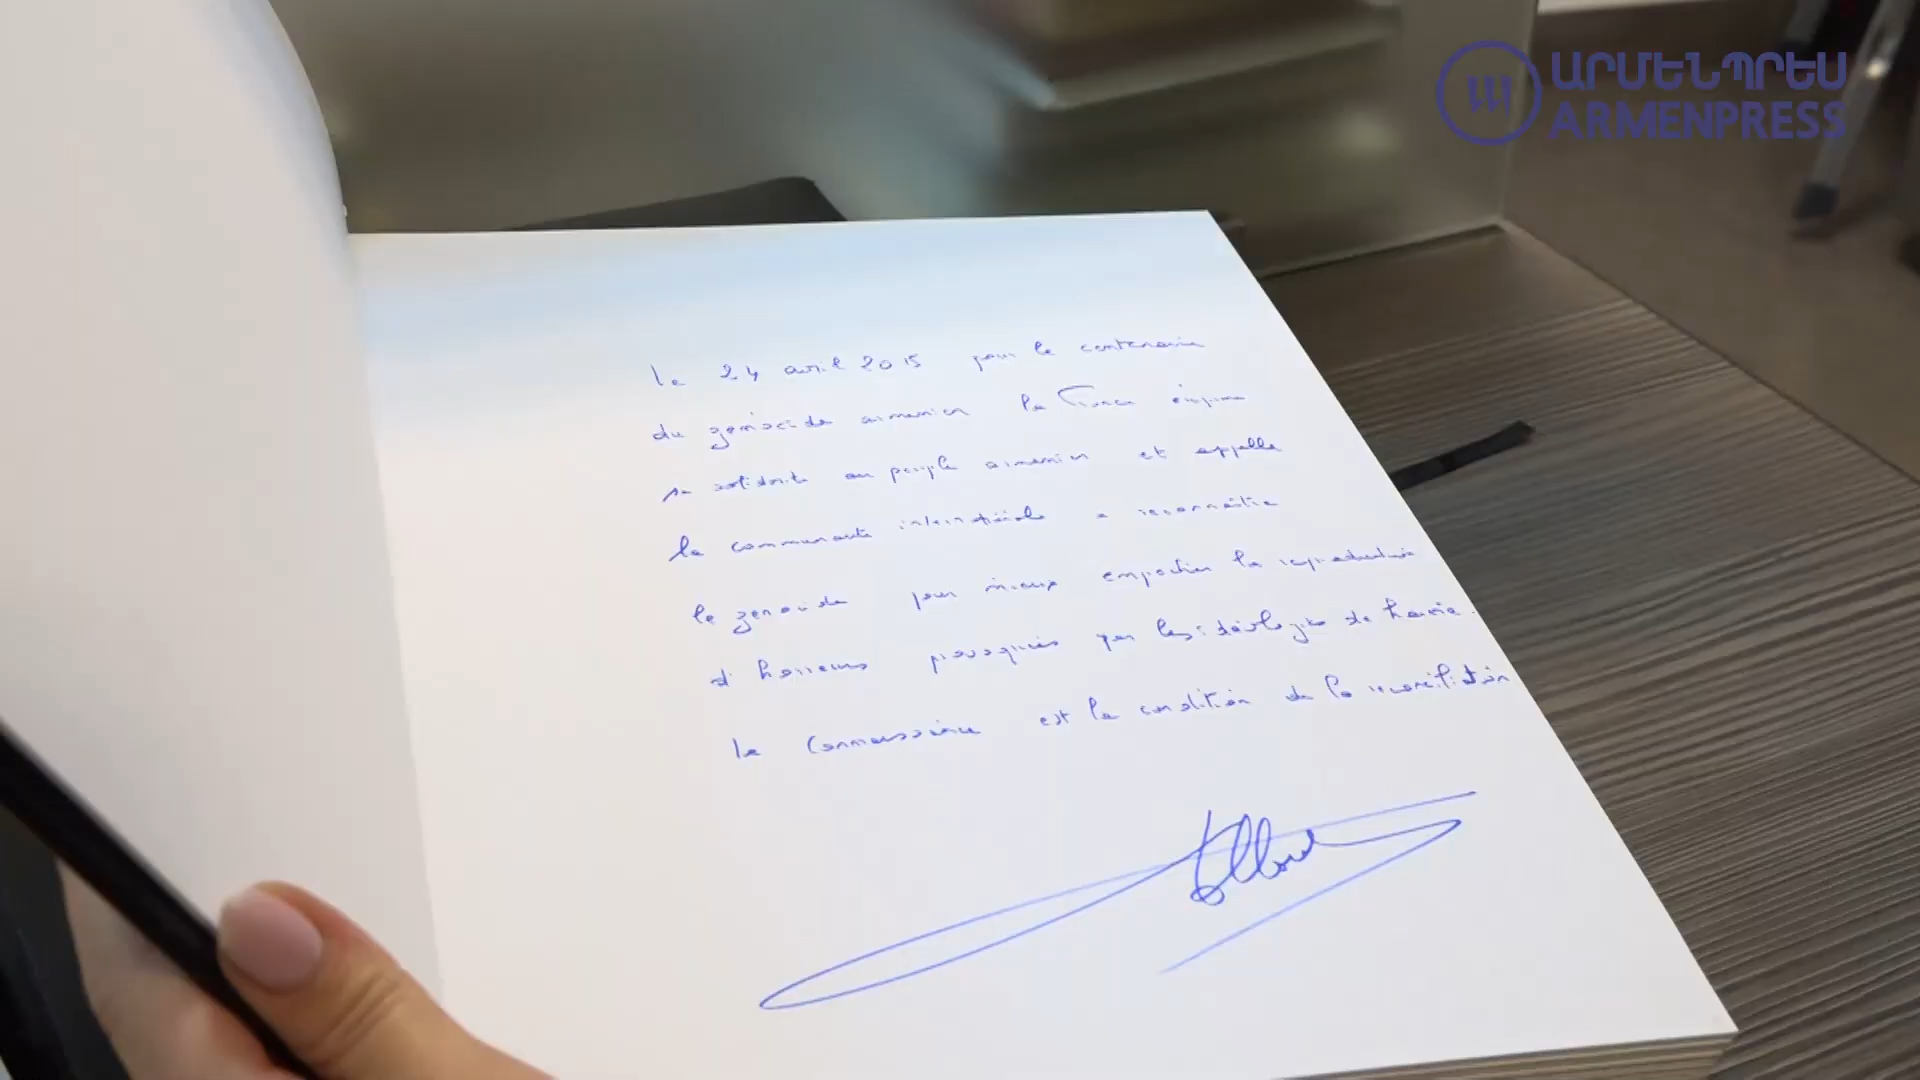 ԱՐՄԵՆՊՐԵՍ
ARMENPRESS
le 24 avril 2015 pour le centenaire
du génocide arménien la France exprime
sa solidarité au peuple arménien et appelle
la communauté internationale a reconnaître
le génocide pour mieux empecher la reproduction
d'horreurs provoquées par les idéologies de haine.
la connaissance est la condition de la réconciliation